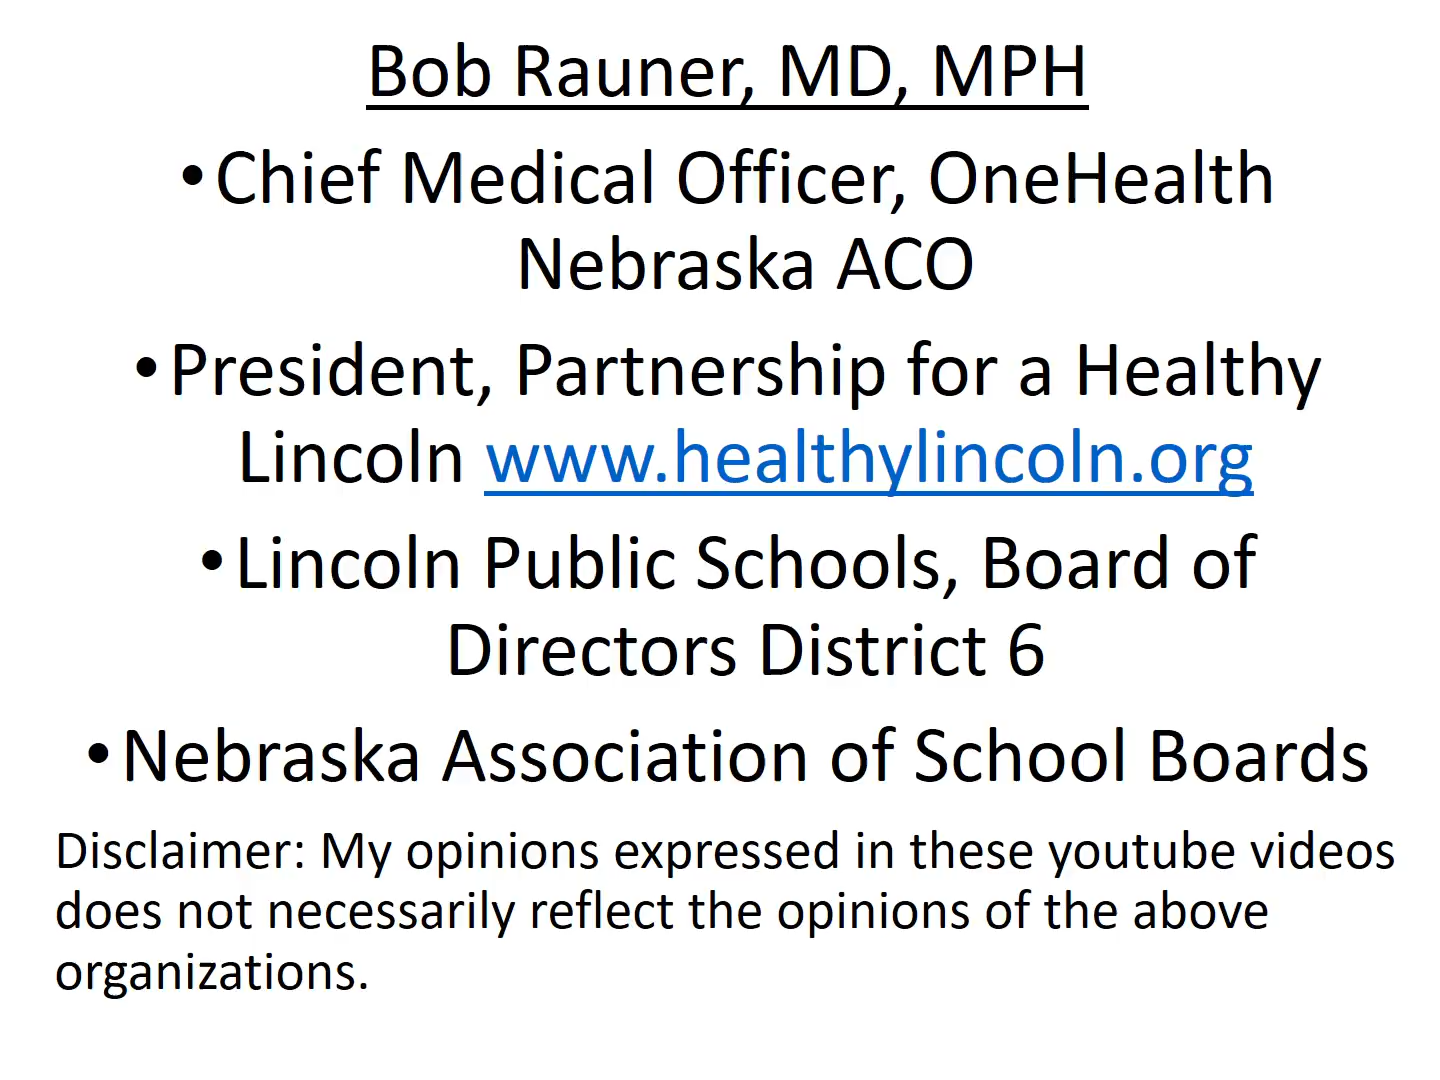 Bob Rauner, MD, MPH
•Chief Medical Officer, OneHealth
Nebraska ACO
•President, Partnership for a Healthy
Lincoln www.healthylincoln.org
•Lincoln Public Schools, Board of
Directors District 6
•Nebraska Association of School Boards
Disclaimer: My opinions expressed in these youtube videos
does not necessarily reflect the opinions of the above
organizations.